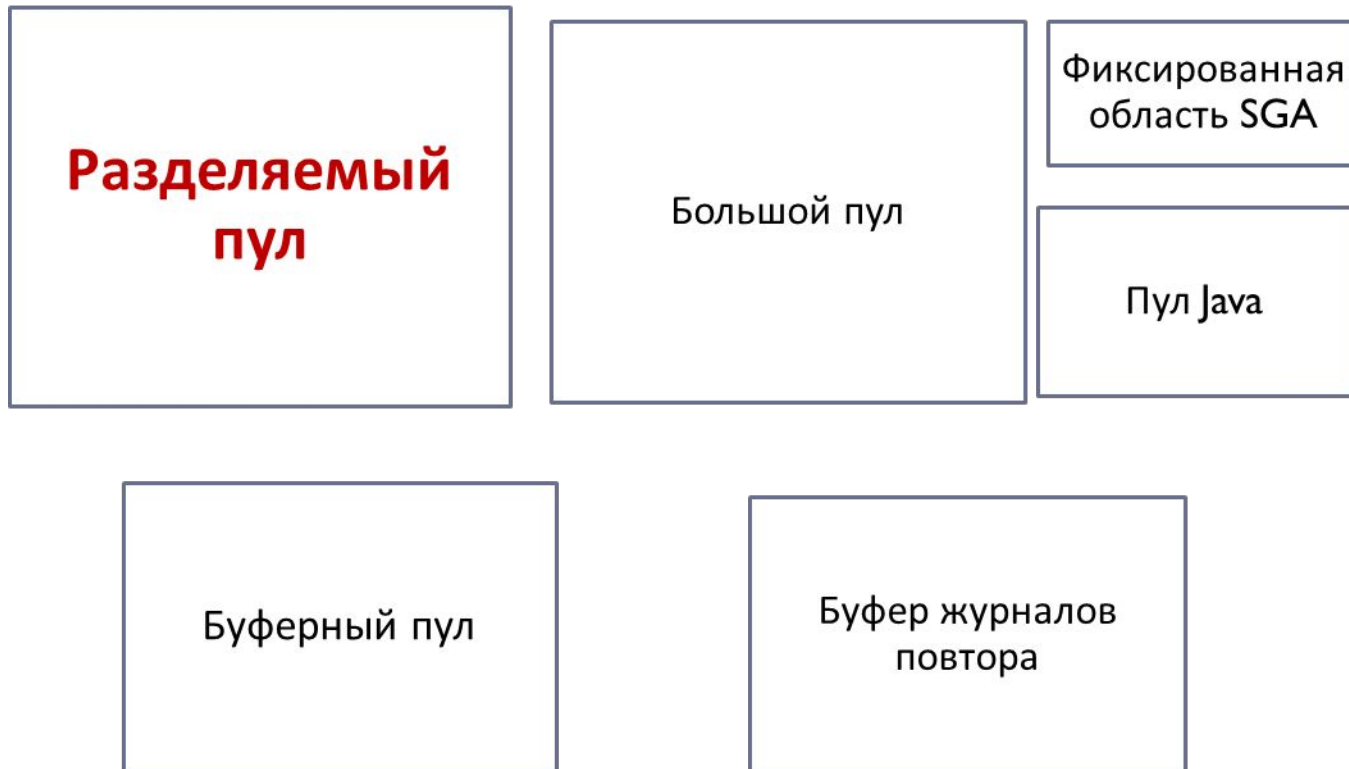 Разделяемый
пул
Большой пул
Фиксированная
область SGA
Пул Java
Буферный пул
Буфер журналов
повтора